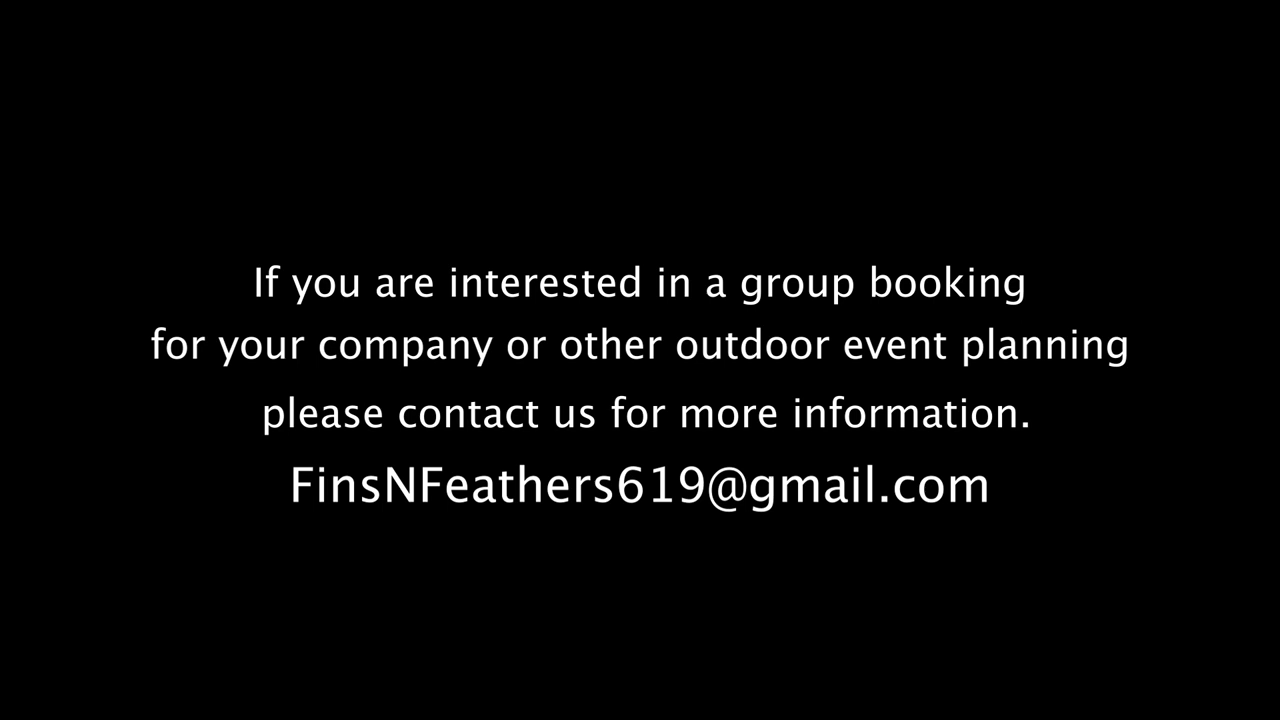 If you are interested in a group booking
for your company or other outdoor event planning
please contact us for more information.
FinsNFeathers619@gmail.com